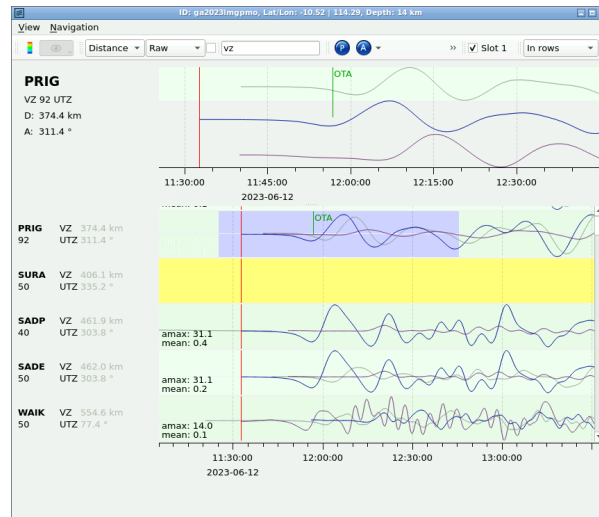 ID: ga2023lmgpmo, Lat/Lon: -10.52 | 114.29, Depth: 14 km
View Navigation
Distance Raw vz P A » Slot 1 In rows
PRIG
VZ 92 UTZ
D: 374.4 km
A: 311.4 °
OTA
11:30:00 11:45:00 12:00:00 12:15:00 12:30:00
2023-06-12
PRIG VZ 374.4 km
92 UTZ 311.4 °
OTA
SURA VZ 406.1 km
50 UTZ 335.2 °
SADP VZ 461.9 km
40 UTZ 303.8 °
amax: 31.1
mean: 0.4
SADE VZ 462.0 km
50 UTZ 303.8 °
amax: 31.1
mean: 0.2
WAIK VZ 554.6 km
50 UTZ 77.4 °
amax: 14.0
mean: 0.1
11:30:00 12:00:00 12:30:00 13:00:00
2023-06-12